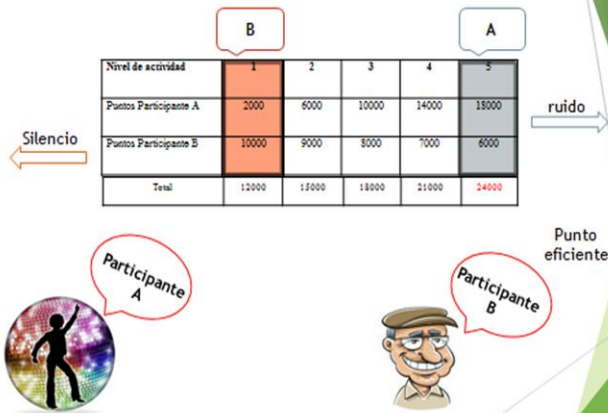 B
A
Nivel de actividad 1 2 3 4 5
Puntos Participante A 2000 6000 10000 14000 18000
Puntos Participante B 10000 9000 8000 7000 6000
Total 12000 15000 18000 21000 24000
Silencio
ruido
Punto
eficiente
Participante
A
Participante
B